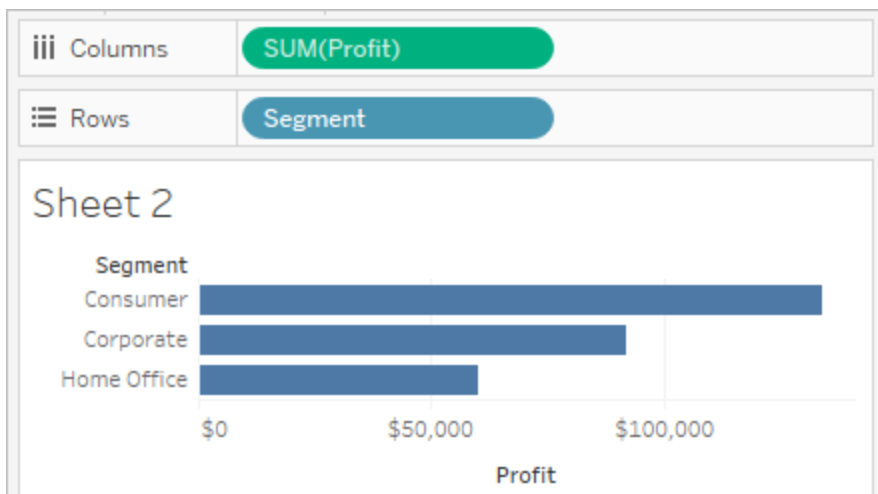 Columns SUM(Profit)
Rows Segment
Sheet 2
Segment
Consumer
Corporate
Home Office
$0 $50,000 $100,000
Profit